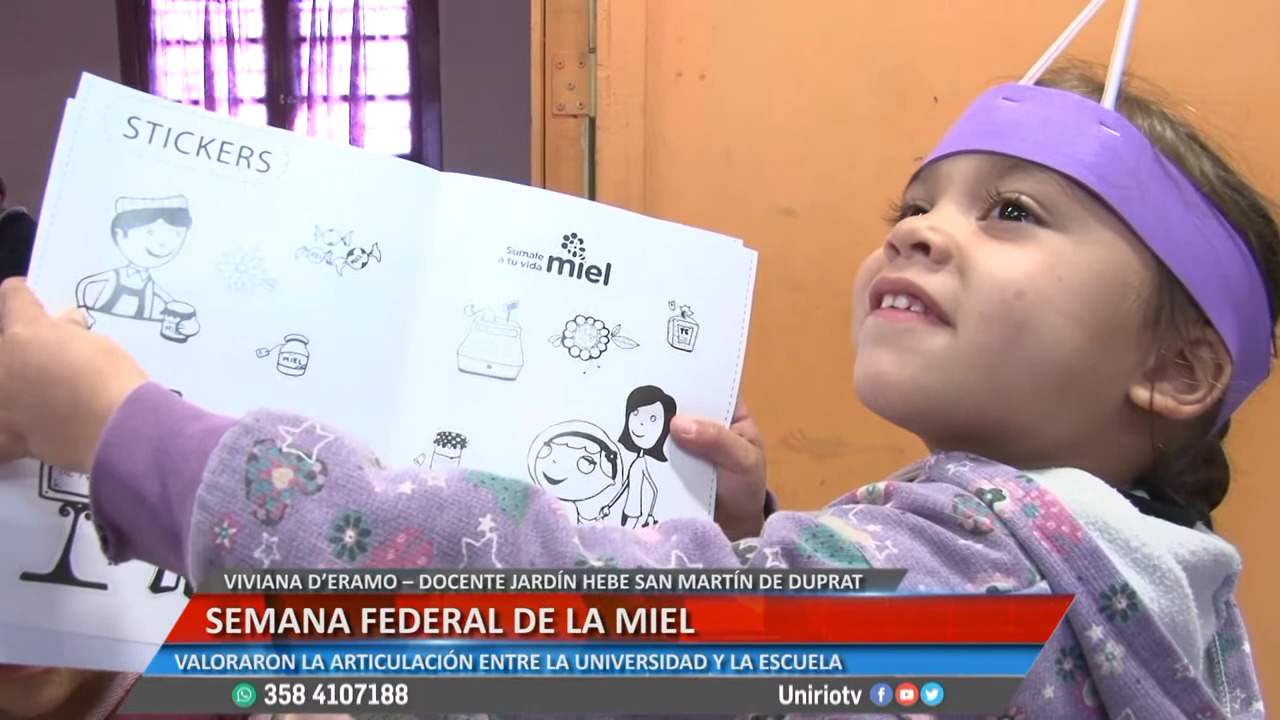 STICKERS
Sumale
a tu vida
miel
MIEL
TE
VIVIANA D'ERAMO – DOCENTE JARDÍN HEBE SAN MARTÍN DE DUPRAT
SEMANA FEDERAL DE LA MIEL
VALORARON LA ARTICULACIÓN ENTRE LA UNIVERSIDAD Y LA ESCUELA
358 4107188
Uniriotv